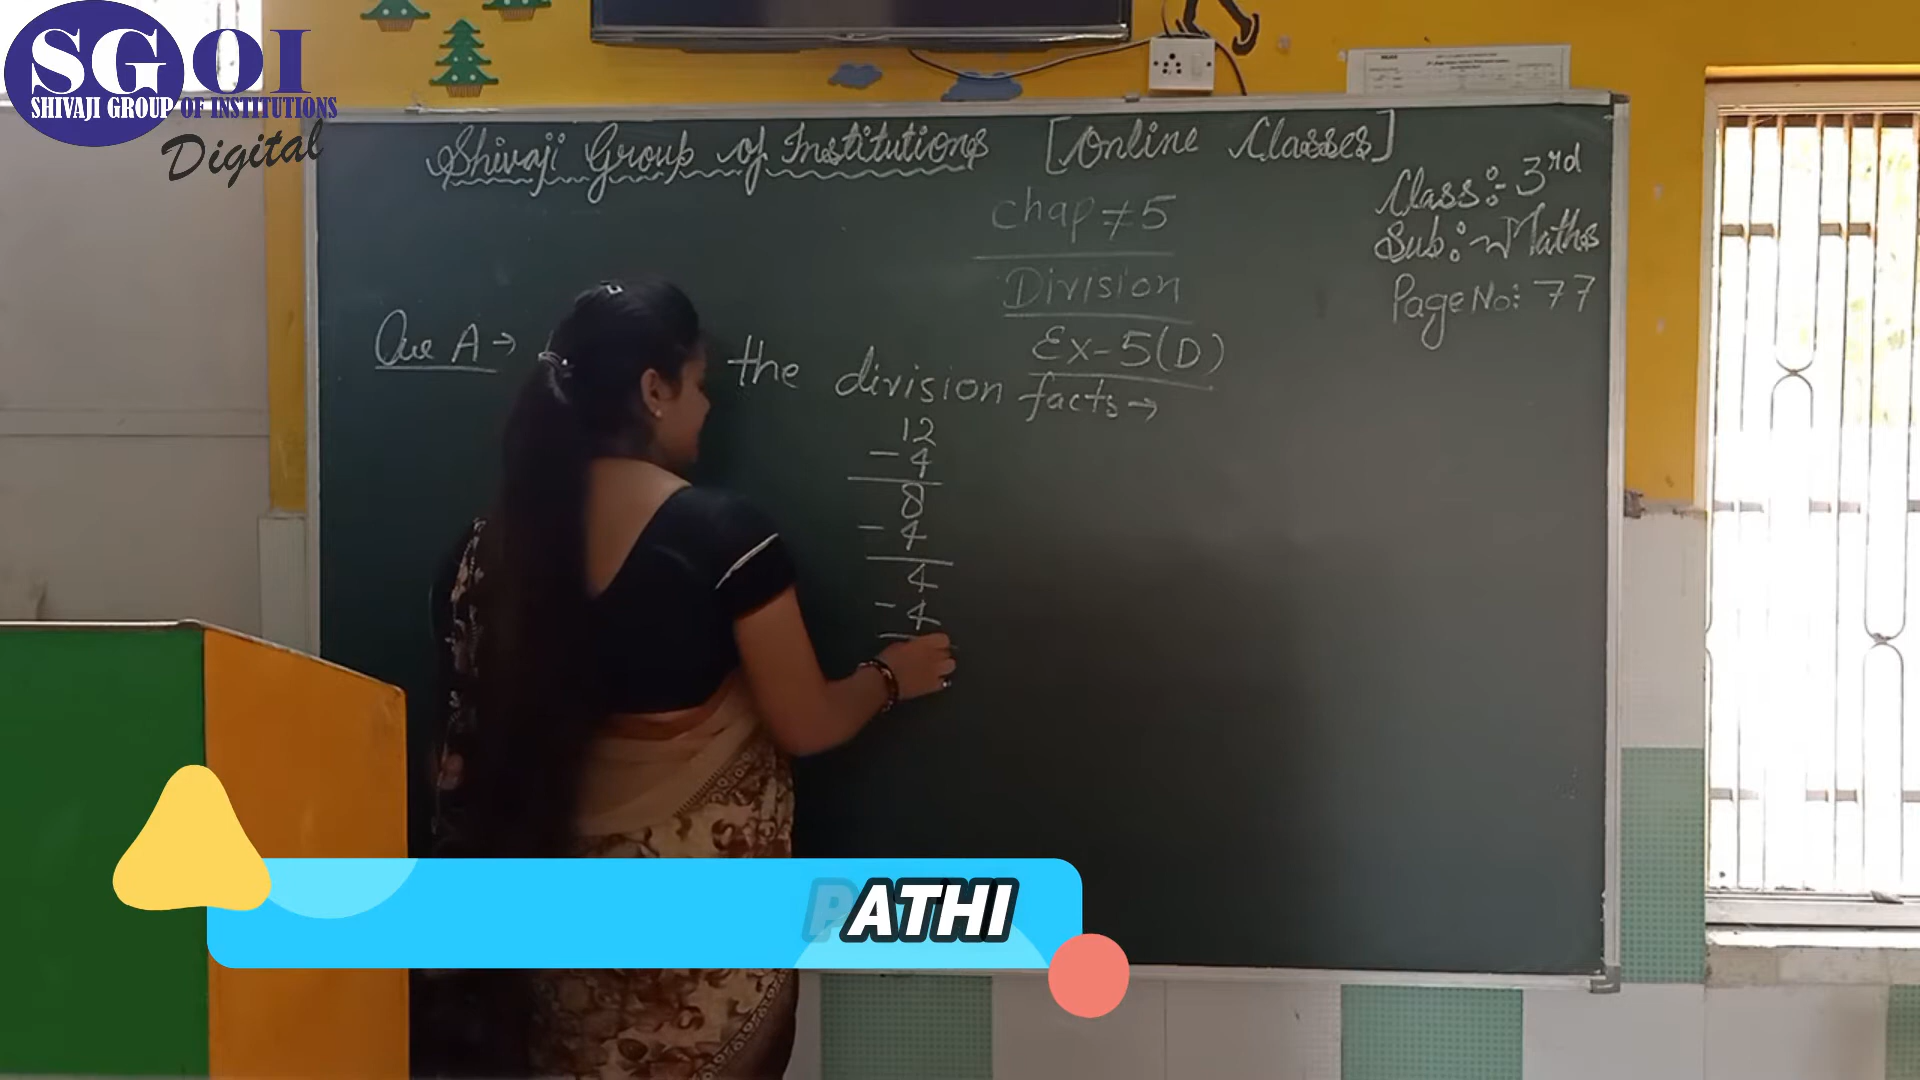 SGOI
SHIVAJI GROUP OF INSTITUTIONS
Digital
Shivaji Group of Institutions [Online Classes]
Class:- 3rd
Sub:- Maths
Page No: 77
Chap ≠ 5
Division
Ex-5(D)
Que A→ the division facts→
12
- 4
8
- 4
4
- 4
PATHI